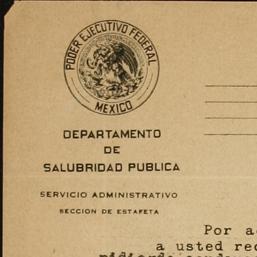 PODER EJECUTIVO FEDERAL
MEXICO
DEPARTAMENTO
DE
SALUBRIDAD PUBLICA
SERVICIO ADMINISTRATIVO
SECCION DE ESTAFETA
Por
a usted